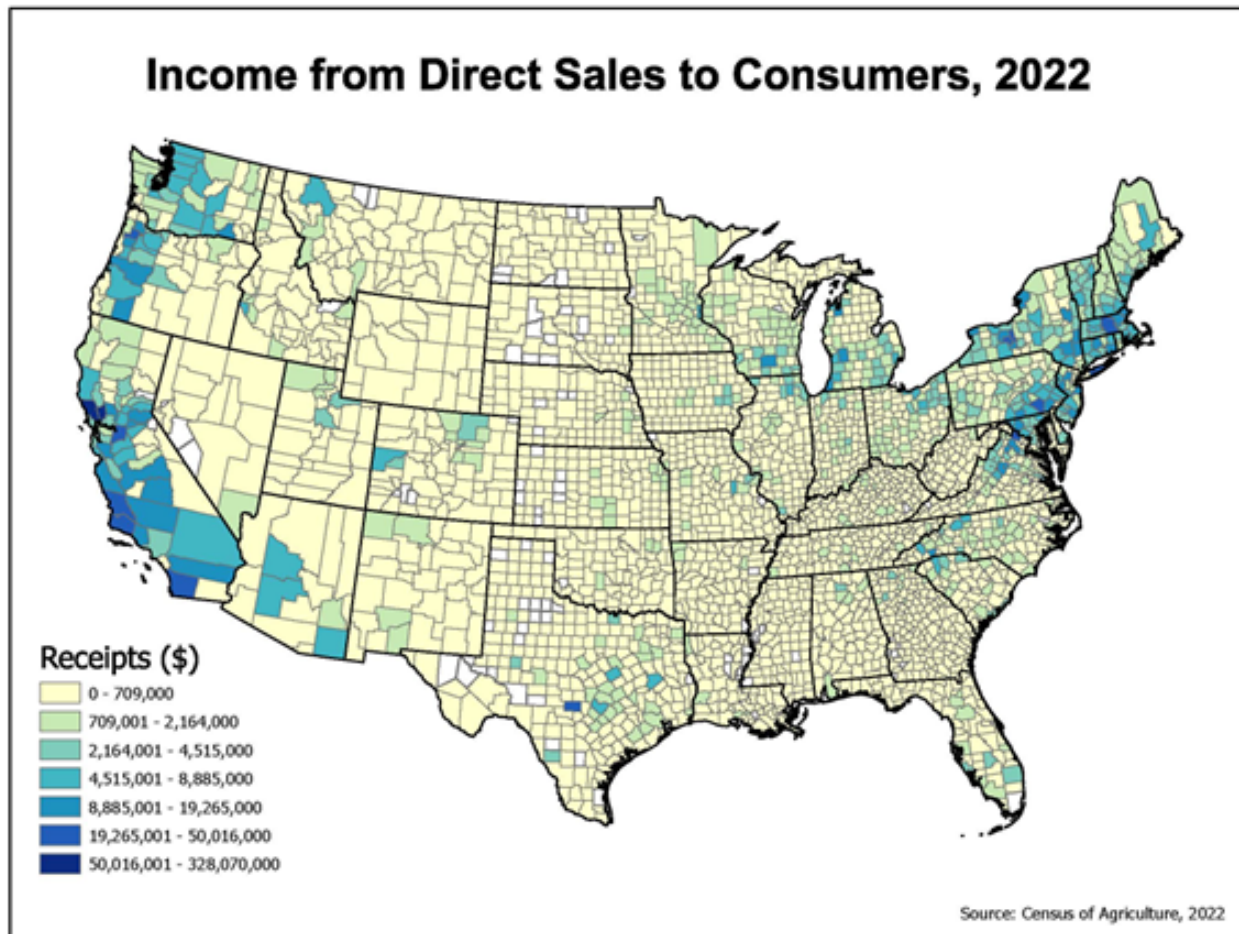 Income from Direct Sales to Consumers, 2022
Receipts ($)
0 - 709,000
709,001 - 2,164,000
2,164,001 - 4,515,000
4,515,001 - 8,885,000
8,885,001 - 19,265,000
19,265,001 - 50,016,000
50,016,001 - 328,070,000
Source: Census of Agriculture, 2022